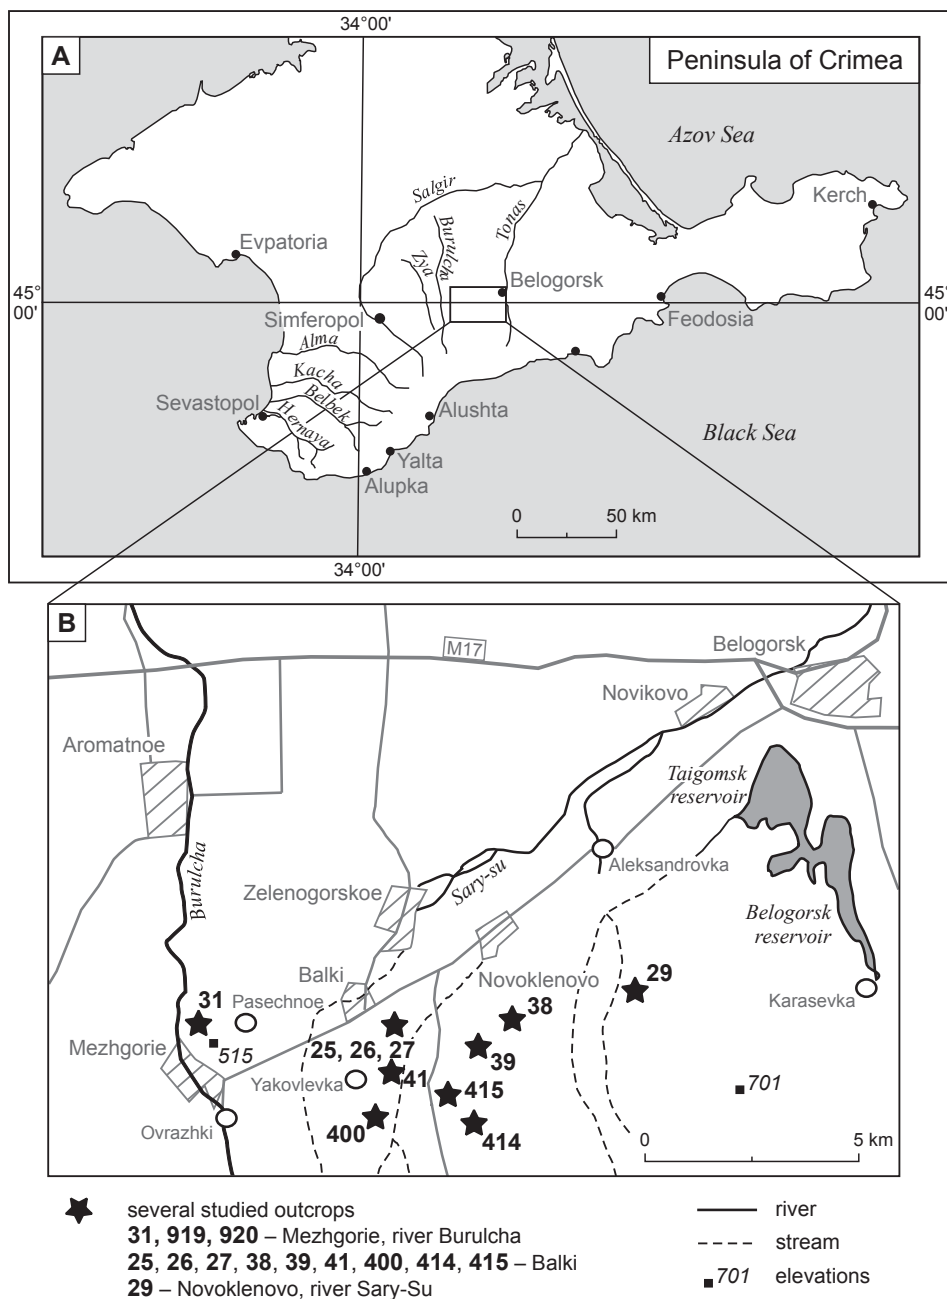 34°00'
A
Peninsula of Crimea
Azov Sea
Salgir
Kerch
Tonas
Burulcha
Evpatoria
Zya
Belogorsk
45°
00'
45°
00'
Simferopol
Feodosia
Alma
Kacha
Belbek
Sevastopol
Alushta
Hernava
Black Sea
Yalta
Alupka
0 50 km
34°00'
B
Belogorsk
M17
Novikovo
Aromatnoe
Taigomsk
reservoir
Burulcha
Aleksandrovka
Sary-su
Zelenogorskoe
Belogorsk
reservoir
Balki
Novoklenovo
29
31
Pasechnoe
38
Karasevka
Mezhgorie
515
25, 26, 27
39
Yakovlevka
41
415
701
Ovrazhki
400
414
0 5 km
several studied outcrops
31, 919, 920 – Mezhgorie, river Burulcha
25, 26, 27, 38, 39, 41, 400, 414, 415 – Balki
29 – Novoklenovo, river Sary-Su
river
stream
701 elevations